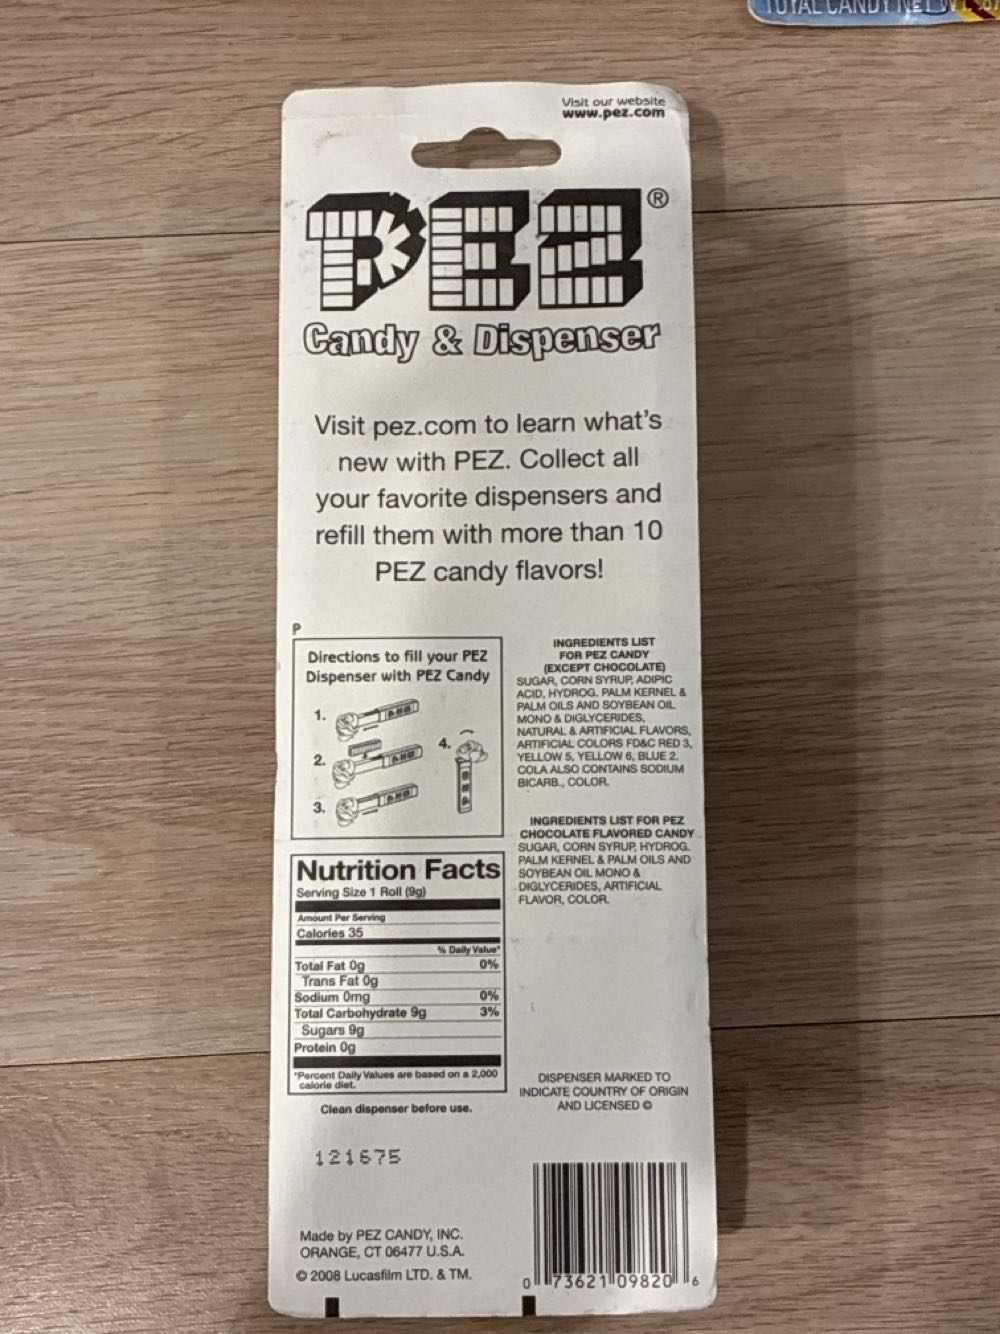 TOTAL CANDY NET WT.
Visit our website
www.pez.com
PEZ®
Candy & Dispenser
Visit pez.com to learn what's
new with PEZ. Collect all
your favorite dispensers and
refill them with more than 10
PEZ candy flavors!
P
Directions to fill your PEZ
Dispenser with PEZ Candy
1.
2.
3.
4.
INGREDIENTS LIST
FOR PEZ CANDY
(EXCEPT CHOCOLATE)
SUGAR, CORN SYRUP, ADIPIC
ACID, HYDROG. PALM KERNEL &
PALM OILS AND SOYBEAN OIL
MONO & DIGLYCERIDES,
NATURAL & ARTIFICIAL FLAVORS,
ARTIFICIAL COLORS FD&C RED 3,
YELLOW 5, YELLOW 6, BLUE 2.
COLA ALSO CONTAINS SODIUM
BICARB., COLOR.
INGREDIENTS LIST FOR PEZ
CHOCOLATE FLAVORED CANDY
SUGAR, CORN SYRUP, HYDROG.
PALM KERNEL & PALM OILS AND
SOYBEAN OIL MONO &
DIGLYCERIDES, ARTIFICIAL
FLAVOR, COLOR.
Nutrition Facts
Serving Size 1 Roll (9g)
Amount Per Serving
Calories 35
% Daily Value*
Total Fat 0g 0%
Trans Fat 0g
Sodium 0mg 0%
Total Carbohydrate 9g 3%
Sugars 9g
Protein 0g
*Percent Daily Values are based on a 2,000
calorie diet.
Clean dispenser before use.
DISPENSER MARKED TO
INDICATE COUNTRY OF ORIGIN
AND LICENSED ©
121675
Made by PEZ CANDY, INC.
ORANGE, CT 06477 U.S.A.
© 2008 Lucasfilm LTD. & TM.
0 73621 09820 6